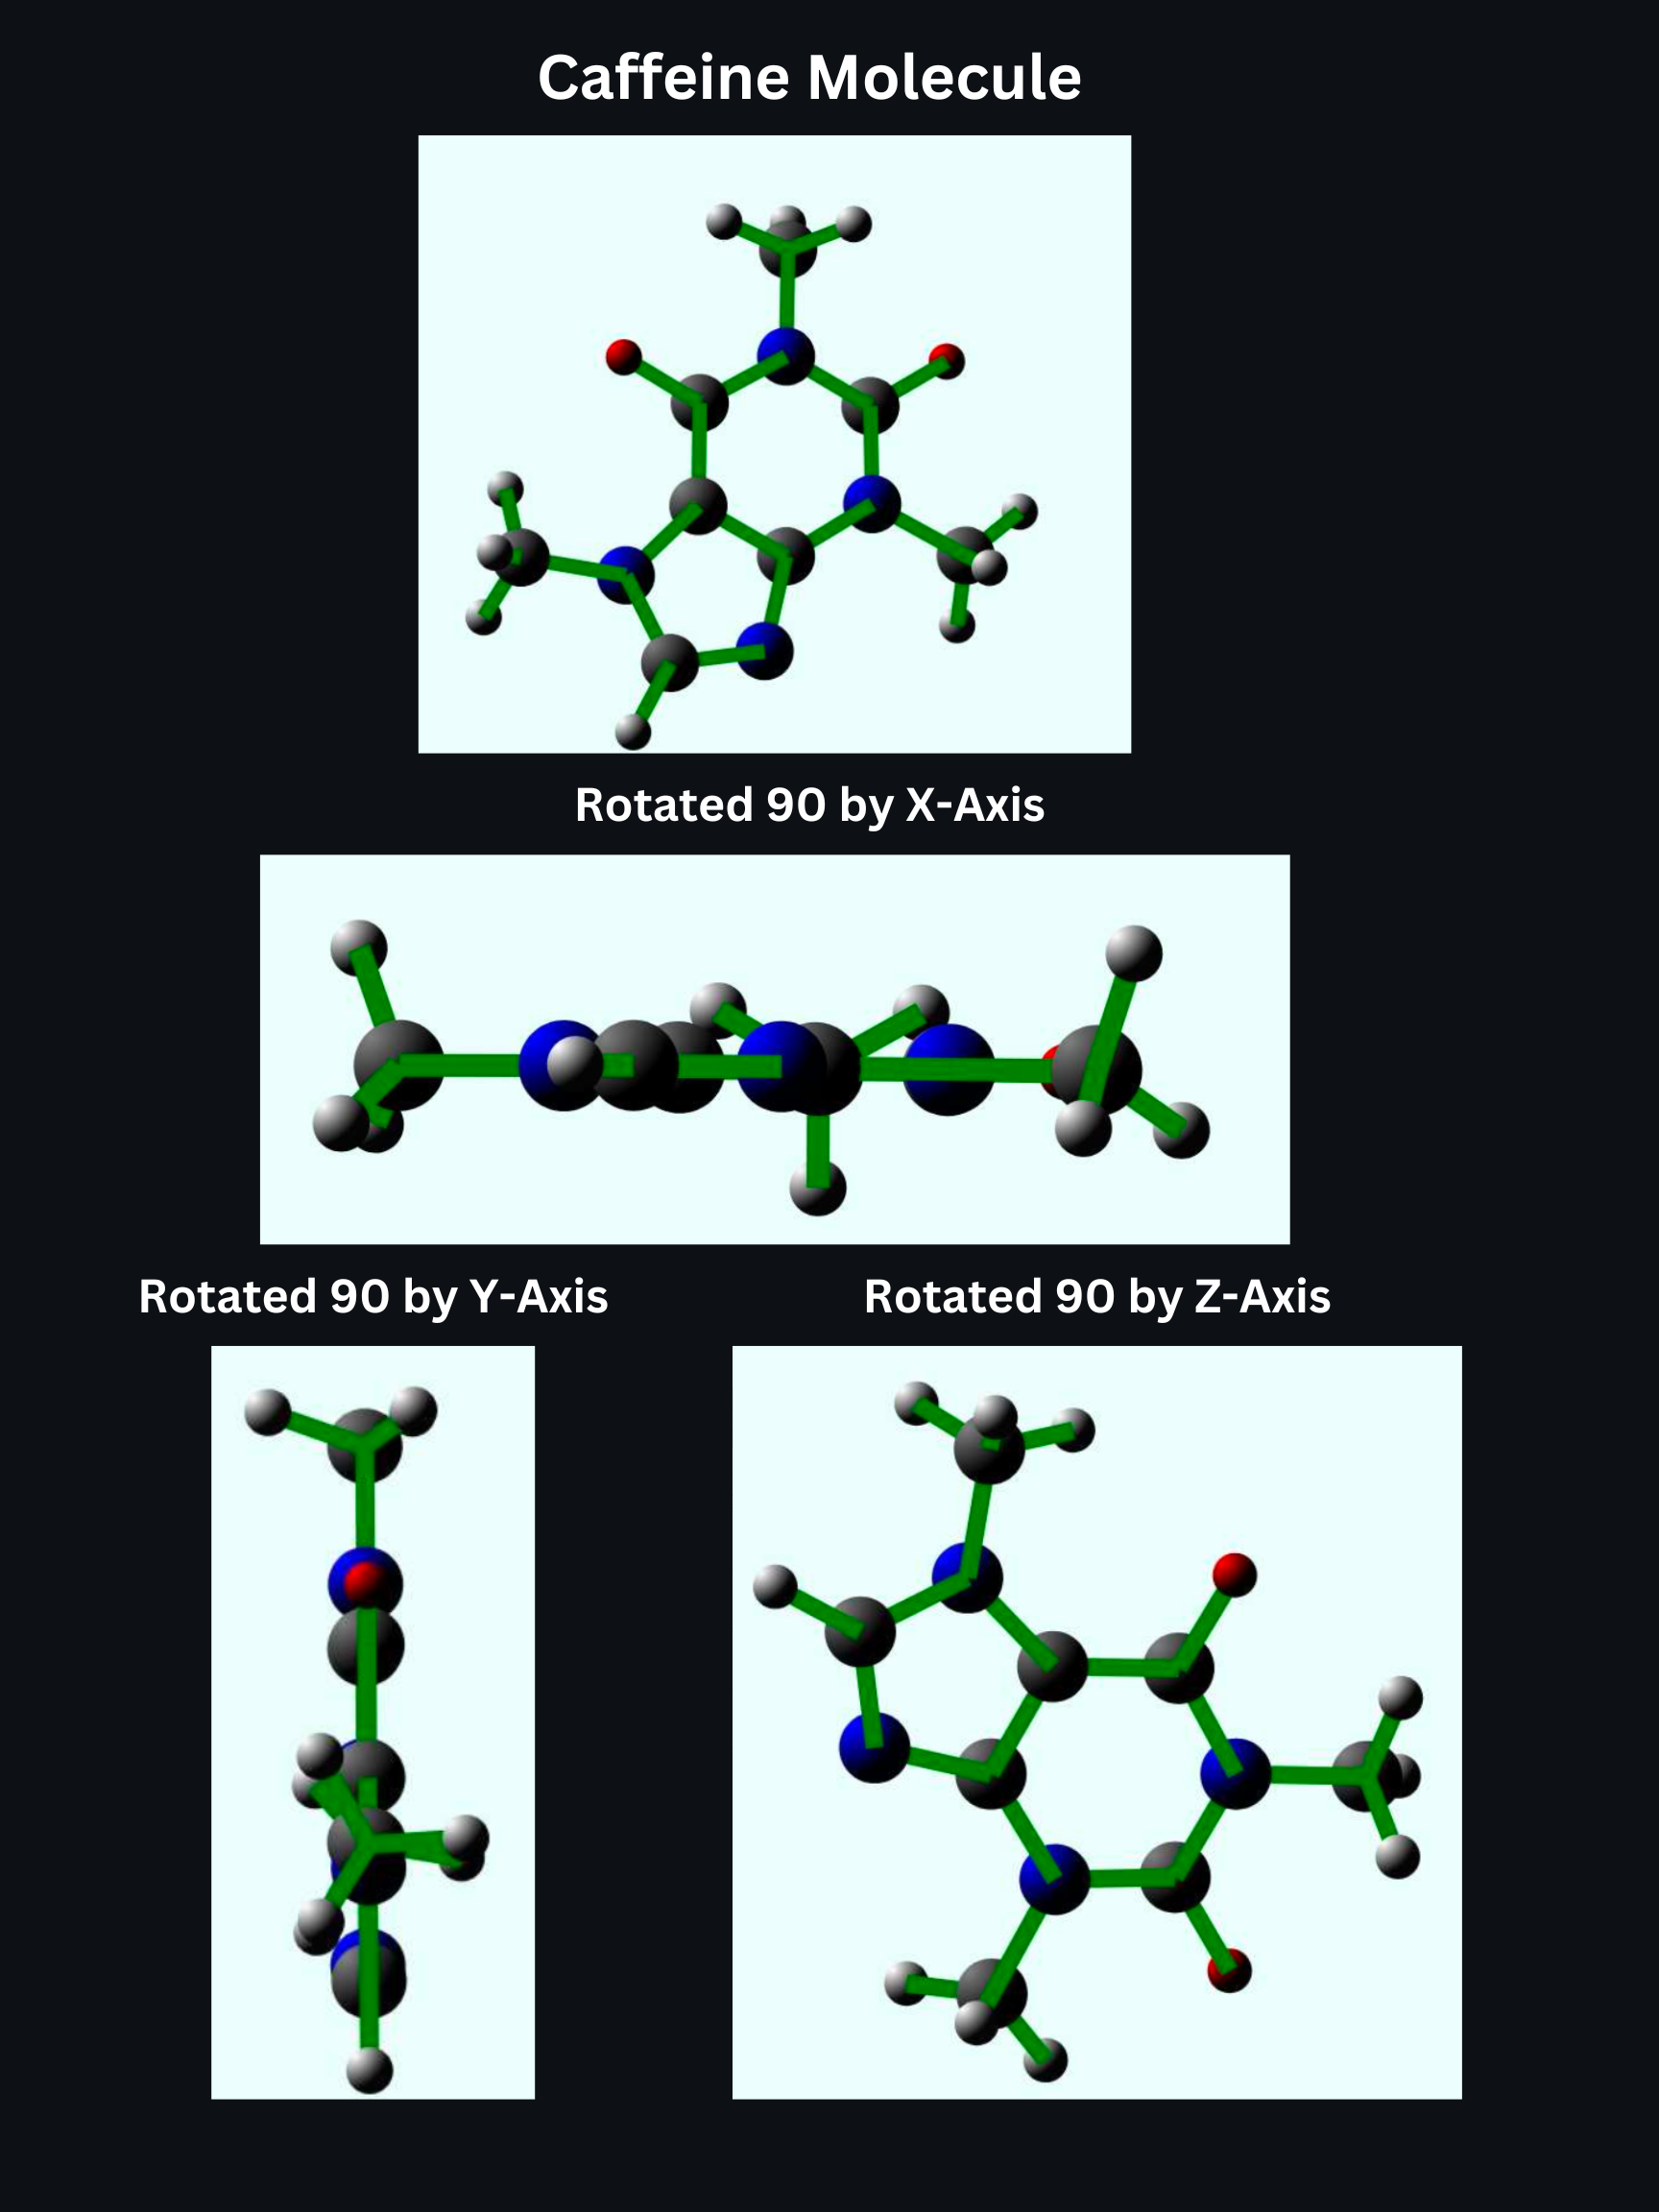 Caffeine Molecule
Rotated 90 by X-Axis
Rotated 90 by Y-Axis
Rotated 90 by Z-Axis